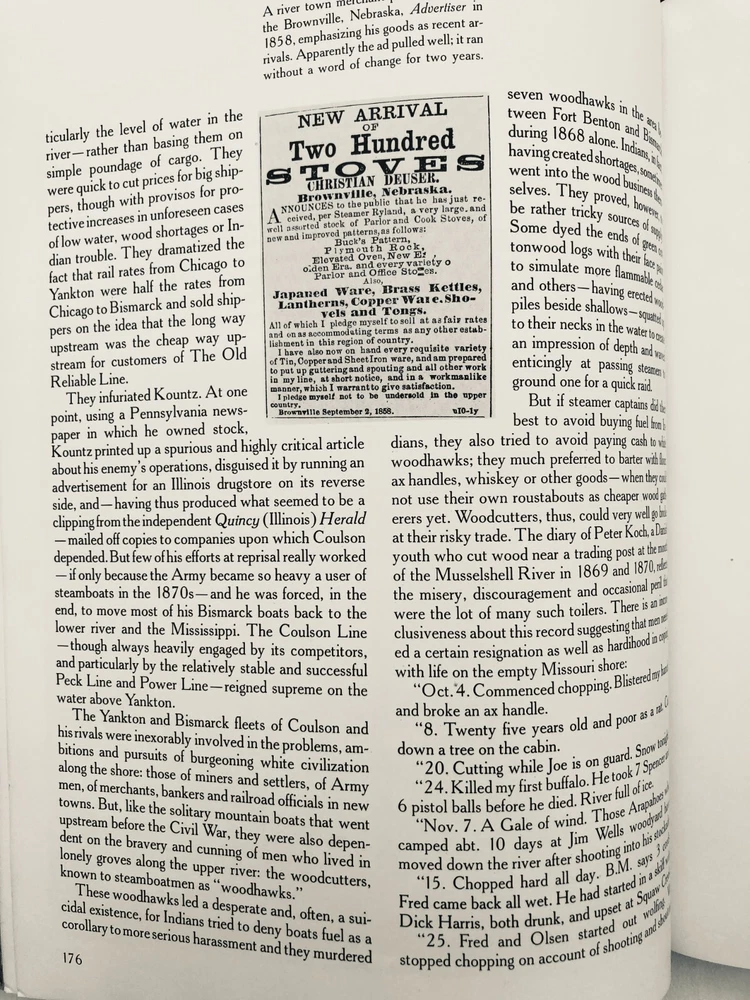 A river town
the Brownville, Nebraska, Advertiser in
1858, emphasizing his goods as recent ar-
rivals. Apparently the ad pulled well; it ran
without a word of change for two years.
ticularly the level of water in the
river—rather than basing them on
simple poundage of cargo. They
were quick to cut prices for big ship-
pers, though with provisos for pro-
tective increases in unforeseen cases
of low water, wood shortages or In-
dian trouble. They dramatized the
fact that rail rates from Chicago to
Yankton were half the rates from
Chicago to Bismarck and sold ship-
pers on the idea that the long way
upstream was the cheap way up-
stream for customers of The Old
Reliable Line.
They infuriated Kountz. At one
point, using a Pennsylvania news-
paper in which he owned stock,
Kountz printed up a spurious and highly critical article
about his enemy's operations, disguised it by running an
advertisement for an Illinois drugstore on its reverse
side, and—having thus produced what seemed to be a
clipping from the independent Quincy (Illinois) Herald
—mailed off copies to companies upon which Coulson
depended. But few of his efforts at reprisal really worked
—if only because the Army became so heavy a user of
steamboats in the 1870s—and he was forced, in the
end, to move most of his Bismarck boats back to the
lower river and the Mississippi. The Coulson Line
—though always heavily engaged by its competitors,
and particularly by the relatively stable and successful
Peck Line and Power Line—reigned supreme on the
water above Yankton.
The Yankton and Bismarck fleets of Coulson and
his rivals were inexorably involved in the problems, am-
bitions and pursuits of burgeoning white civilization
along the shore: those of miners and settlers, of Army
men, of merchants, bankers and railroad officials in new
towns. But, like the solitary mountain boats that went
upstream before the Civil War, they were also depen-
dent on the bravery and cunning of men who lived in
lonely groves along the upper river: the woodcutters,
known to steamboatmen as "woodhawks."
These woodhawks led a desperate and, often, a sui-
cidal existence, for Indians tried to deny boats fuel as a
corollary to more serious harassment and they murdered
176
NEW ARRIVAL
OF
Two Hundred
STOVES
CHRISTIAN DEUSER.
Brownville, Nebraska.
ANNOUNCES to the public that he has just re-
ceived, per Steamer Ryland, a very large, and
well assorted stock of Parlor and Cook Stoves, of
new and improved patterns, as follows:
Buck's Pattern,
Plymouth Rock,
Elevated Oven, New Er
olden Era. and every variety o
Parlor and Office Stoves.
Also,
Japaned Ware, Brass Kettles,
Lantherns, Copper Ware. Sho-
vels and Tongs.
All of which I pledge myself to sell at as fair rates
and on as accommodating terms as any other estab-
lishment in this region of country.
I have also now on hand every requisite variety
of Tin, Copper and Sheet Iron ware, and am prepared
to put up guttering and spouting and all other work
in my line, at short notice, and in a workmanlike
manner, which I warrant to give satisfaction.
I pledge myself not to be undersold in the upper
country.
Brownville September 2, 1858. n10-1y
seven woodhawks in the area
tween Fort Benton and
during 1868 alone. Indians,
having created shortages,
went into the wood business
selves. They proved, however,
be rather tricky sources of
Some dyed the ends of green
tonwood logs with their face
to simulate more flammable
and others—having erected
piles beside shallows—squatted
to their necks in the water to
an impression of depth and
enticingly at passing
ground one for a quick raid.
But if steamer captains did
best to avoid buying fuel from
dians, they also tried to avoid paying cash to
woodhawks; they much preferred to barter with
ax handles, whiskey or other goods—when they
not use their own roustabouts as cheaper wood
erers yet. Woodcutters, thus, could very well go
at their risky trade. The diary of Peter Koch, a
youth who cut wood near a trading post at the
of the Musselshell River in 1869 and 1870,
the misery, discouragement and occasional peril
were the lot of many such toilers. There is an
clusiveness about this record suggesting that men
ed a certain resignation as well as hardihood in
with life on the empty Missouri shore:
"Oct. 4. Commenced chopping. Blistered my
and broke an ax handle.
"8. Twenty five years old and poor as a rat.
down a tree on the cabin.
"20. Cutting while Joe is on guard. Snow
"24. Killed my first buffalo. He took 7 Spencer
6 pistol balls before he died. River full of ice.
"Nov. 7. A Gale of wind. Those Arapahoes
camped abt. 10 days at Jim Wells woodyard
moved down the river after shooting into his
"15. Chopped hard all day. B.M. says 3
Fred came back all wet. He had started in a
Dick Harris, both drunk, and upset at Squaw
"25. Fred and Olsen started out wolfing.
stopped chopping on account of shooting and